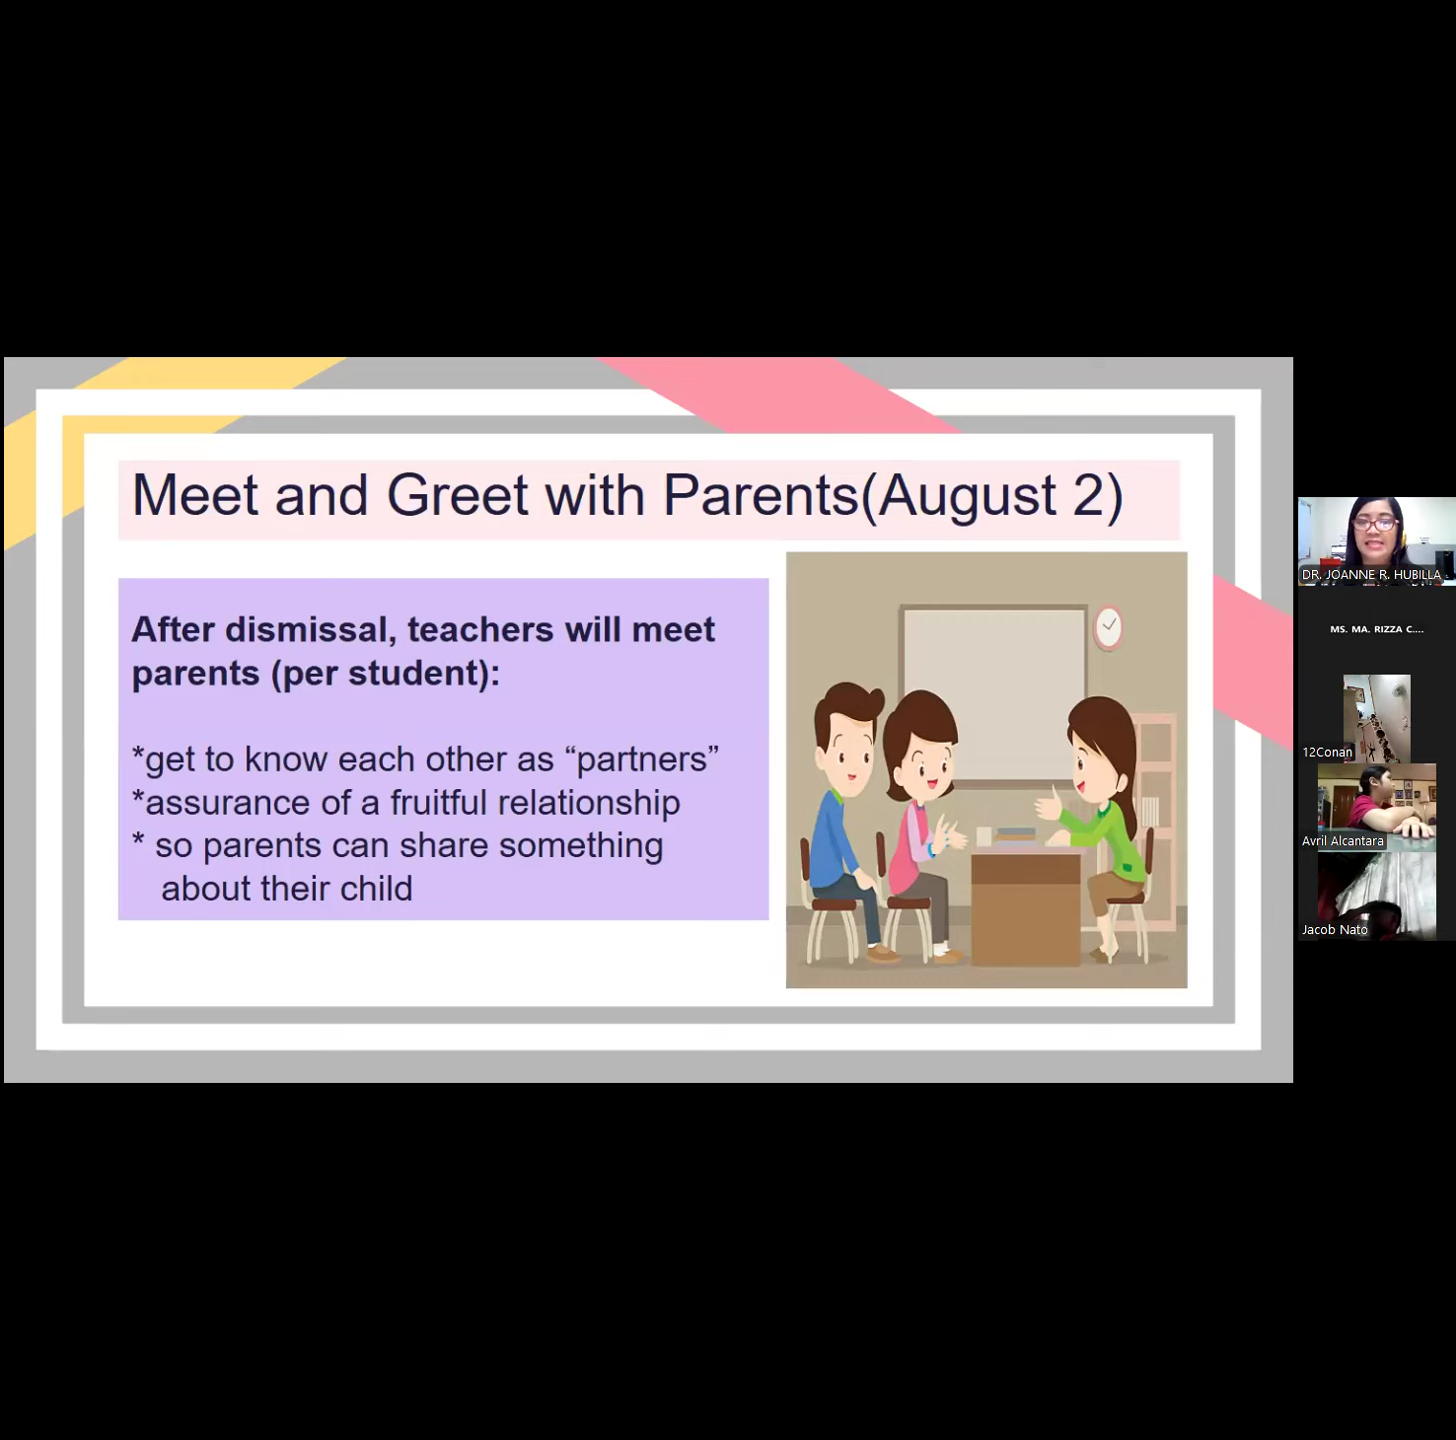 Meet and Greet with Parents(August 2)
After dismissal, teachers will meet
parents (per student):
*get to know each other as “partners”
*assurance of a fruitful relationship
* so parents can share something
about their child
DR. JOANNE R. HUBILLA
MS. MA. RIZZA C....
12Conan
Avril Alcantara
Jacob Nato